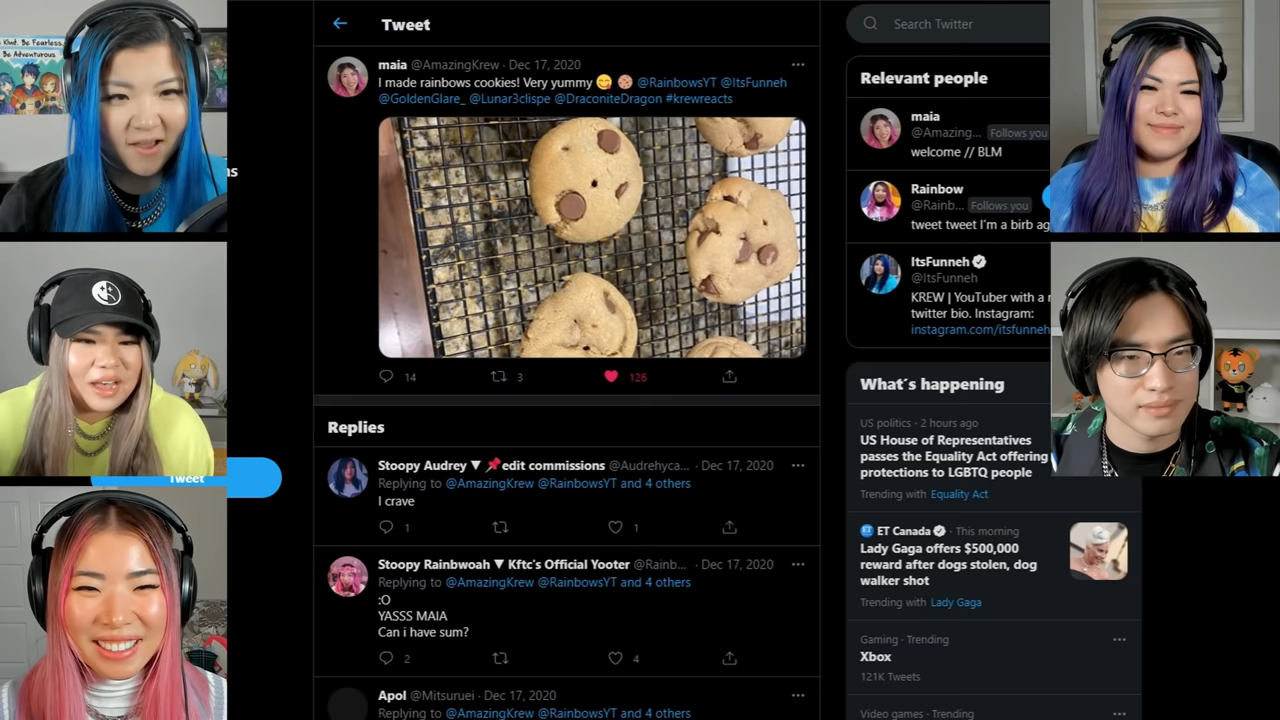 Kind. Be Fearless.
Be Adventurous
ns
Tweet
Tweet
maia @AmazingKrew · Dec 17, 2020
I made rainbows cookies! Very yummy 😋 🍪 @RainbowsYT @ItsFunneh
@GoldenGlare_ @Lunar3clispe @DraconiteDragon #krewreacts
14 3 126
Replies
Stoopy Audrey ▼ 📌edit commissions @Audrehyca... · Dec 17, 2020
Replying to @AmazingKrew @RainbowsYT and 4 others
I crave
1 1
Stoopy Rainbwoah ▼ Kftc's Official Yooter @Rainb... · Dec 17, 2020
Replying to @AmazingKrew @RainbowsYT and 4 others
:O
YASSS MAIA
Can i have sum?
2 4
Apol @Mitsuruei · Dec 17, 2020
Replying to @AmazingKrew @RainbowsYT and 4 others
Search Twitter
Relevant people
maia
@Amazing... Follows you
welcome // BLM
Rainbow
@Rainb... Follows you
tweet tweet I'm a birb ag
ItsFunneh
@ItsFunneh
KREW | YouTuber with a
twitter bio. Instagram:
instagram.com/itsfunneh
What's happening
US politics · 2 hours ago
US House of Representatives
passes the Equality Act offering
protections to LGBTQ people
Trending with Equality Act
ET Canada · This morning
Lady Gaga offers $500,000
reward after dogs stolen, dog
walker shot
Trending with Lady Gaga
Gaming · Trending
Xbox
121K Tweets
Video games · Trending